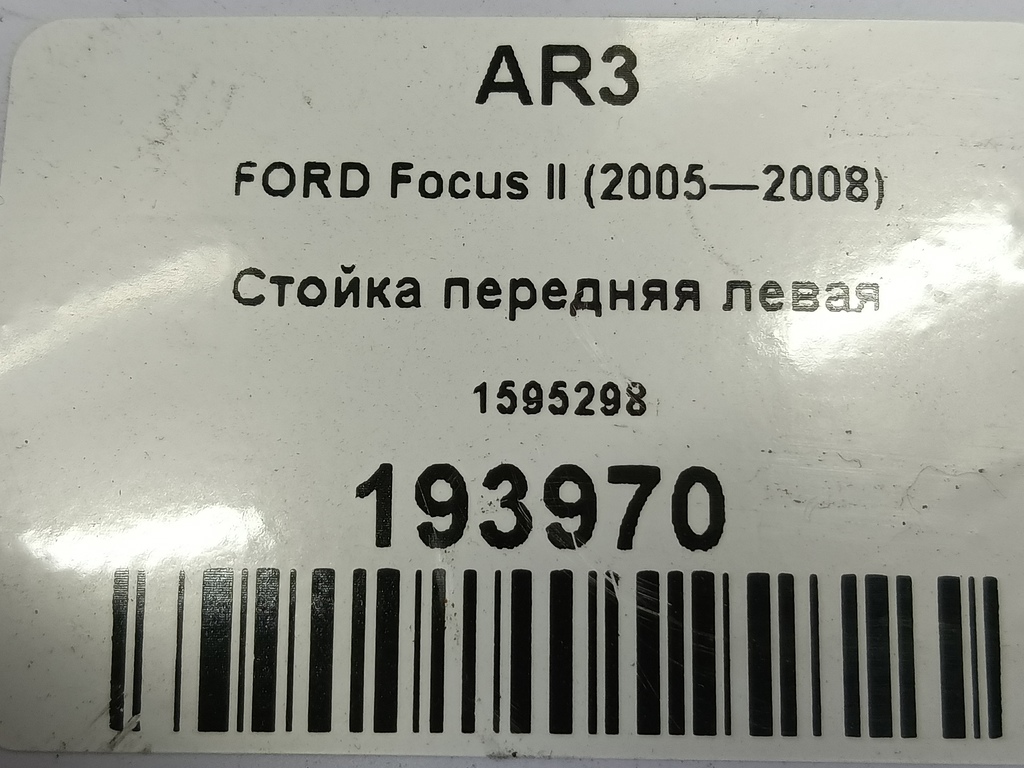 AR3
FORD Focus II (2005—2008)
Стойка передняя левая
1595298
193970